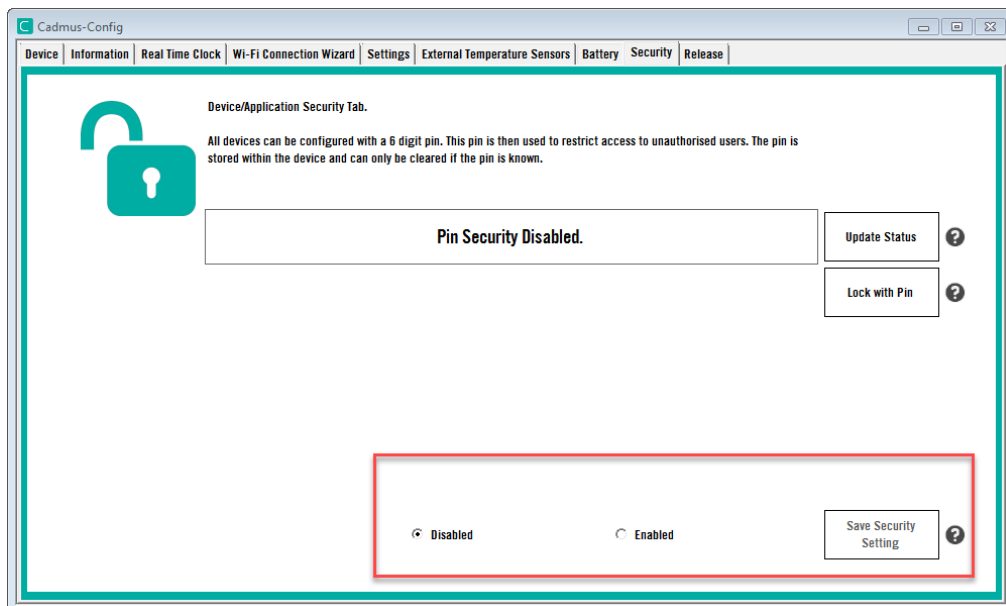 Cadmus-Config
Device Information Real Time Clock Wi-Fi Connection Wizard Settings External Temperature Sensors Battery Security Release
Device/Application Security Tab.
All devices can be configured with a 6 digit pin. This pin is then used to restrict access to unauthorised users. The pin is
stored within the device and can only be cleared if the pin is known.
Pin Security Disabled.
Update Status ?
Lock with Pin ?
Disabled Enabled
Save Security
Setting ?